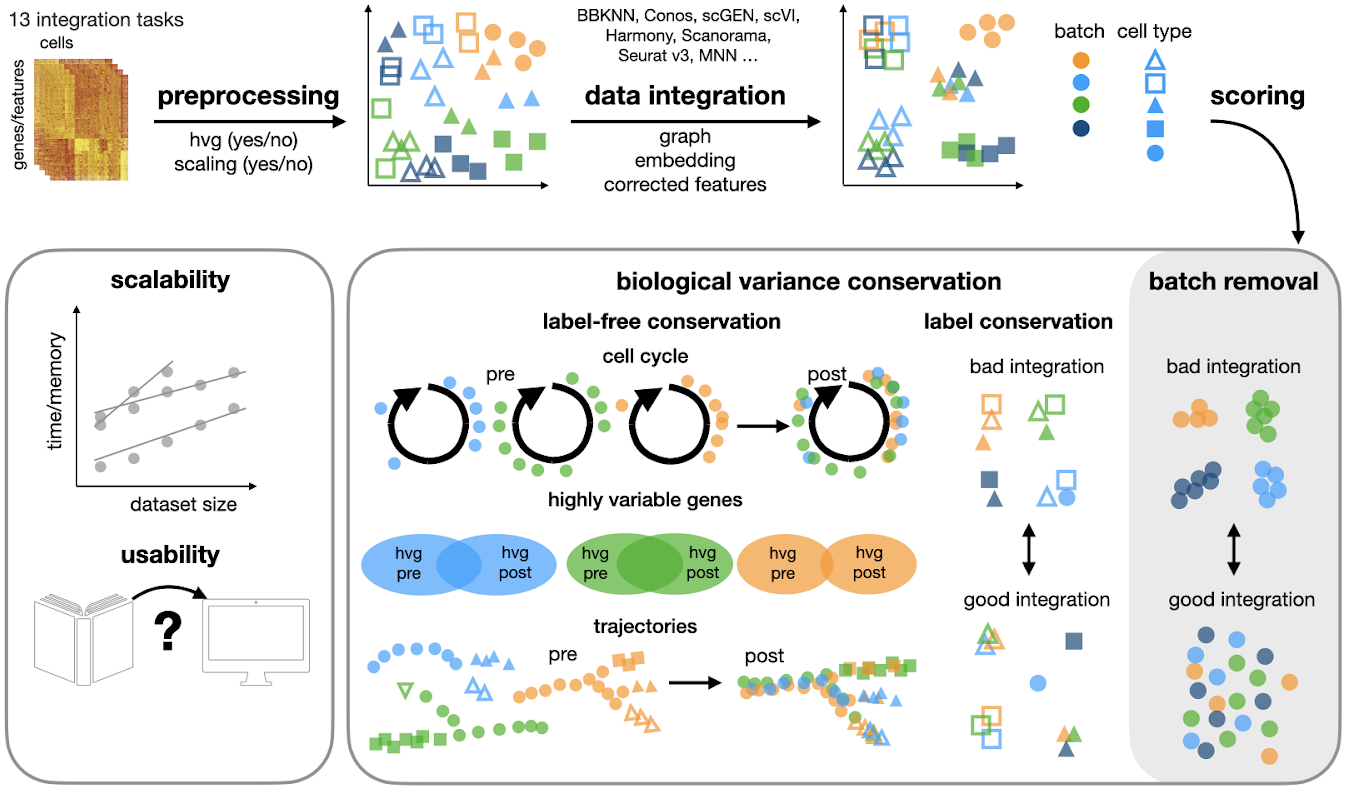 13 integration tasks
cells
genes/features
preprocessing
hvg (yes/no)
scaling (yes/no)
BBKNN, Conos, scGEN, scVI,
Harmony, Scanorama,
Seurat v3, MNN ...
data integration
graph
embedding
corrected features
batch
cell type
scoring
scalability
time/memory
dataset size
usability
?
biological variance conservation
label-free conservation
cell cycle
pre
post
highly variable genes
hvg
pre
hvg
post
hvg
pre
hvg
post
hvg
pre
hvg
post
trajectories
pre
post
label conservation
bad integration
good integration
batch removal
bad integration
good integration